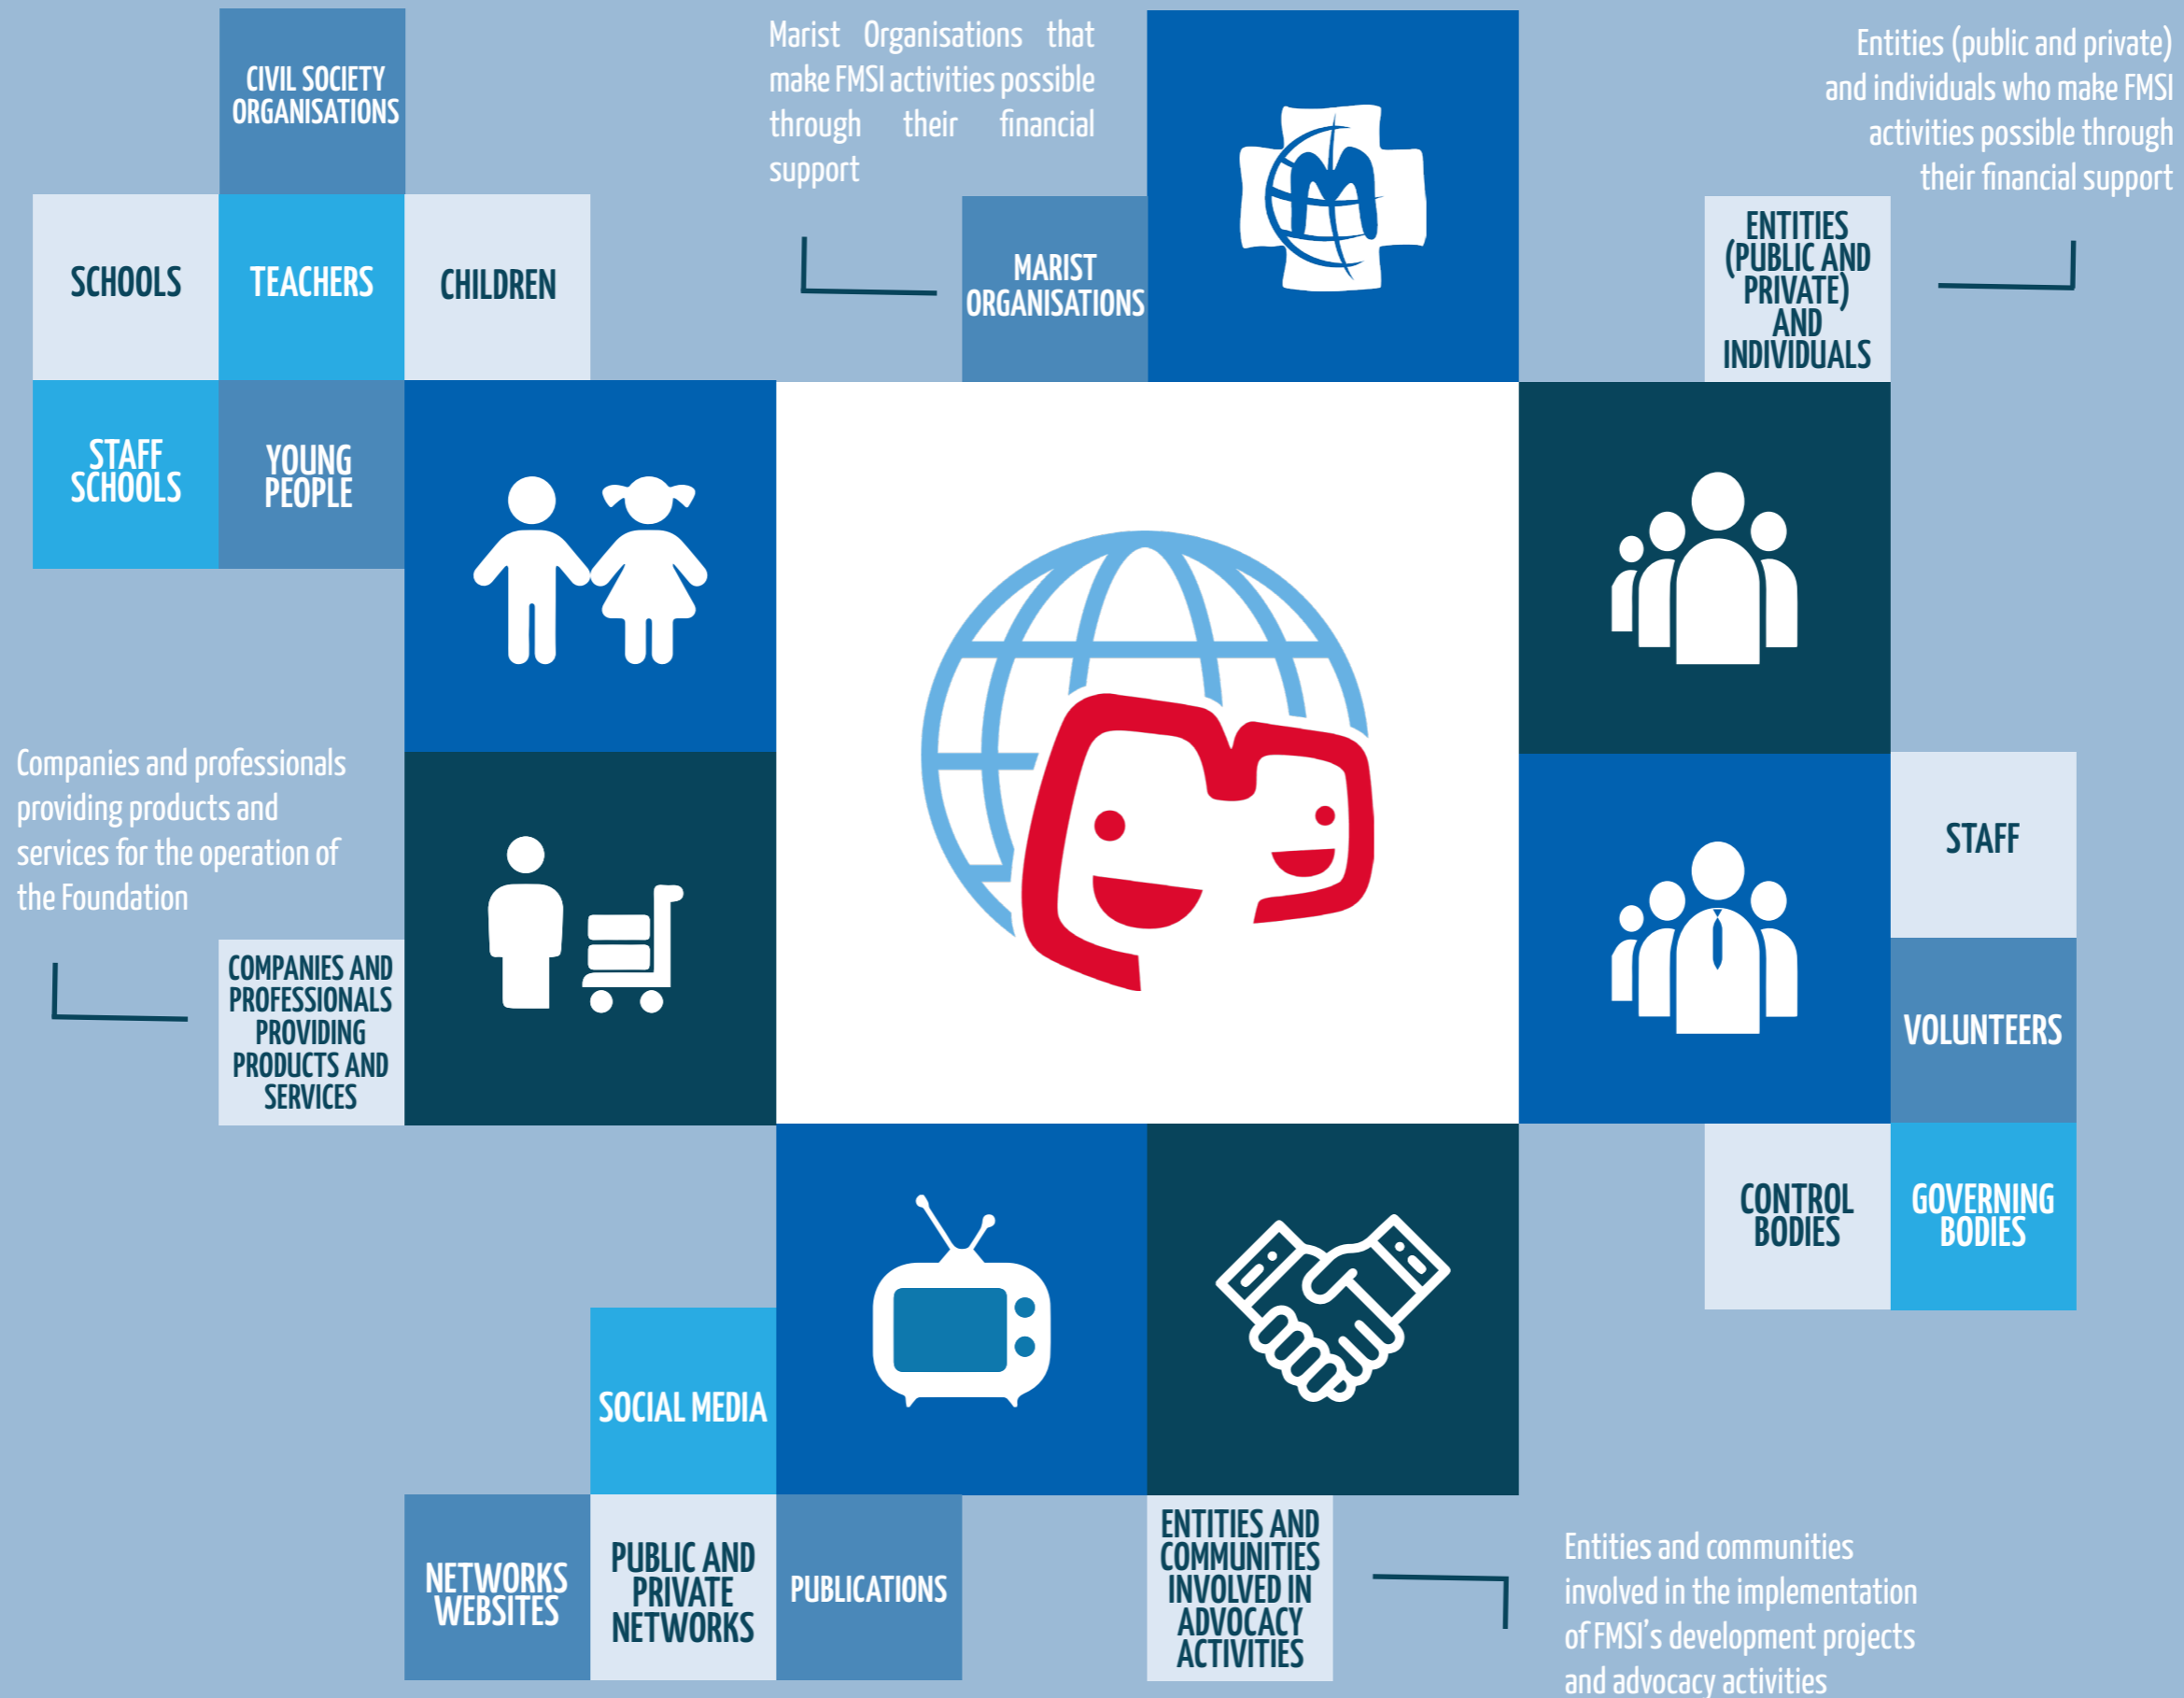 CIVIL SOCIETY
ORGANISATIONS
SCHOOLS
TEACHERS
CHILDREN
STAFF
SCHOOLS
YOUNG
PEOPLE
Marist Organisations that
make FMSI activities possible
through their financial
support
MARIST
ORGANISATIONS
Entities (public and private)
and individuals who make FMSI
activities possible through
their financial support
ENTITIES
(PUBLIC AND
PRIVATE)
AND
INDIVIDUALS
Companies and professionals
providing products and
services for the operation of
the Foundation
COMPANIES AND
PROFESSIONALS
PROVIDING
PRODUCTS AND
SERVICES
STAFF
VOLUNTEERS
CONTROL
BODIES
GOVERNING
BODIES
SOCIAL MEDIA
NETWORKS
WEBSITES
PUBLIC AND
PRIVATE
NETWORKS
PUBLICATIONS
ENTITIES AND
COMMUNITIES
INVOLVED IN
ADVOCACY
ACTIVITIES
Entities and communities
involved in the implementation
of FMSI's development projects
and advocacy activities